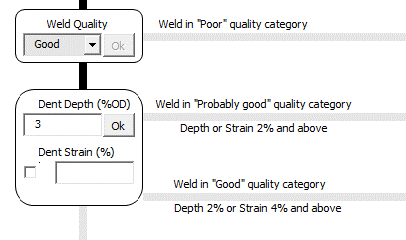 Weld Quality
Weld in "Poor" quality category
Good
Ok
Dent Depth (%OD)
Weld in "Probably good" quality category
3
Ok
Depth or Strain 2% and above
Dent Strain (%)
Weld in "Good" quality category
Depth 2% or Strain 4% and above